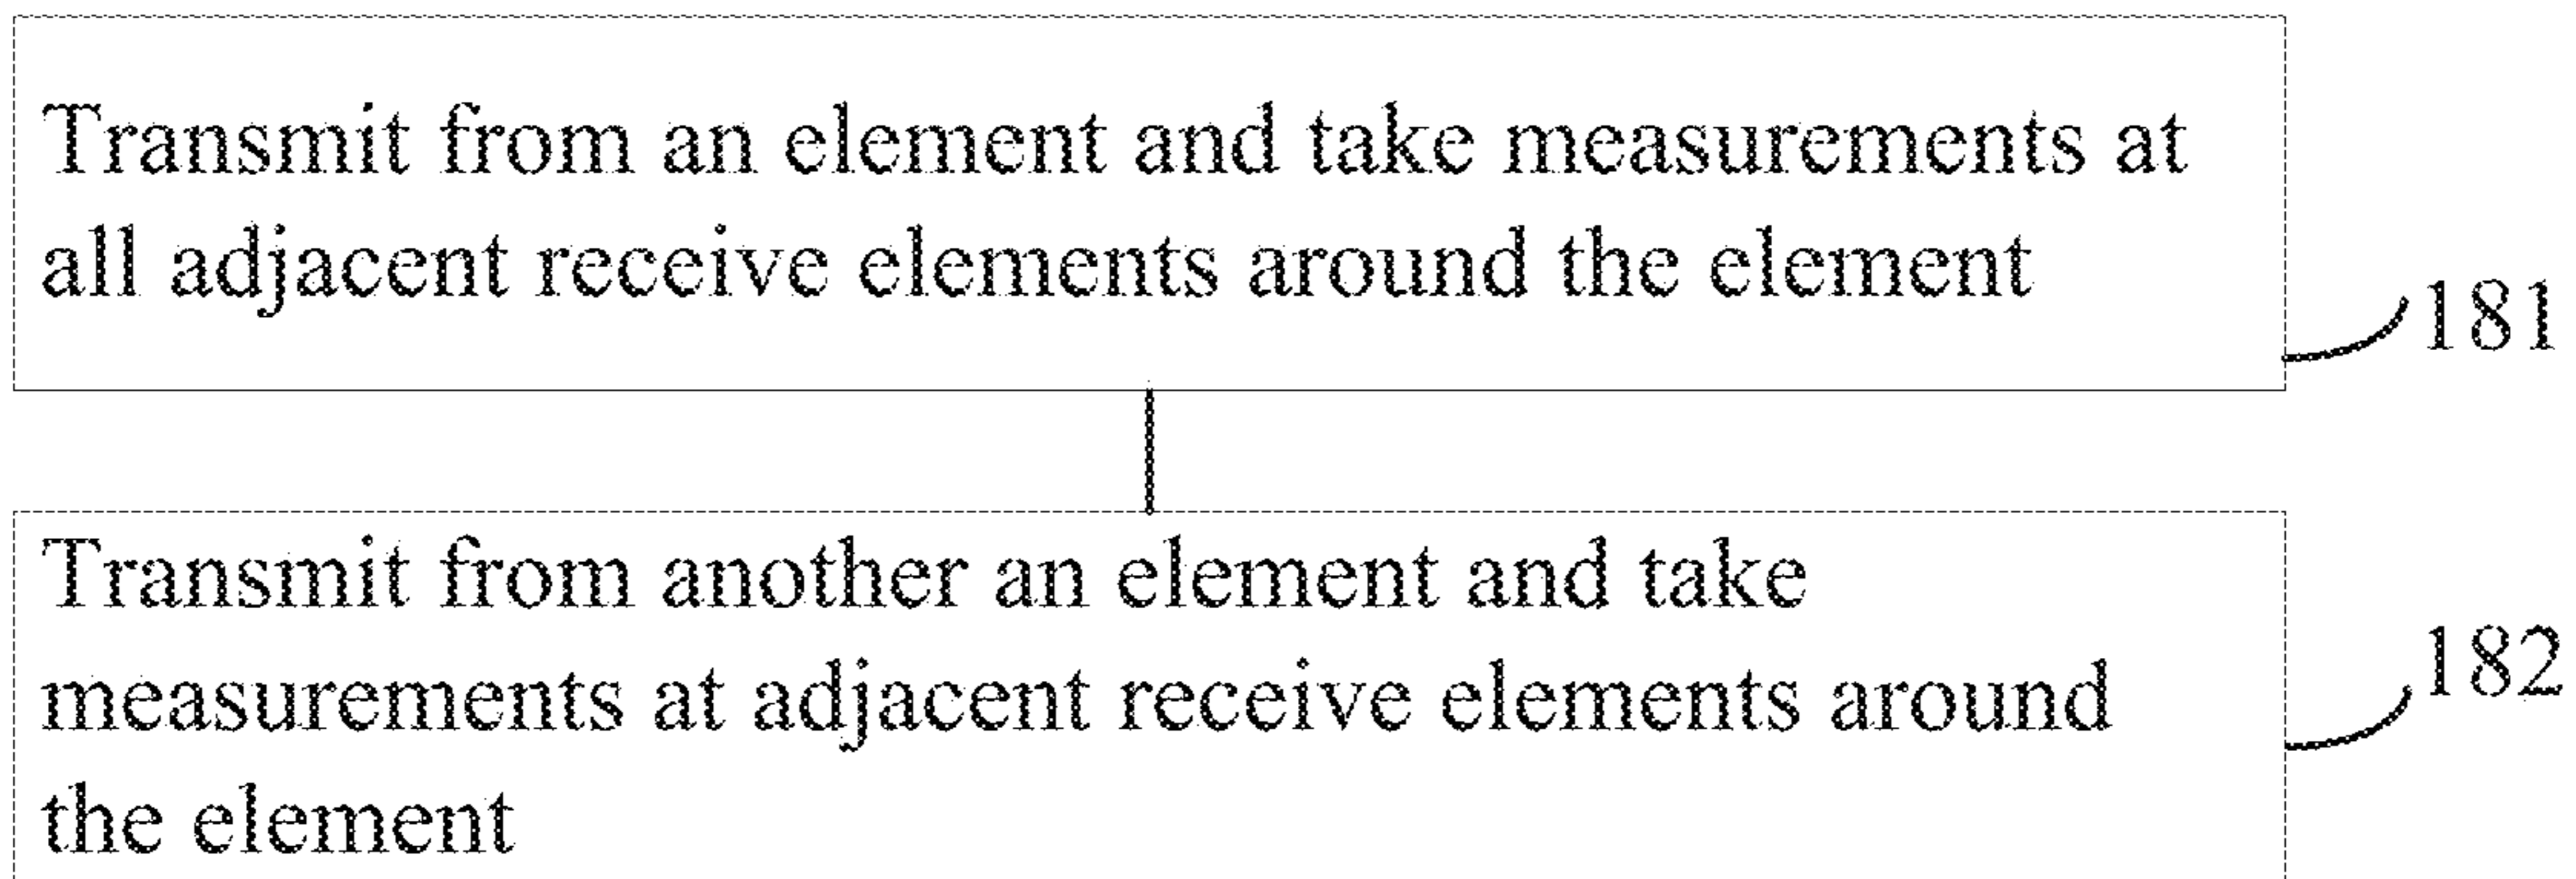 Transmit from an element and take measurements at
all adjacent receive elements around the element
181
Transmit from another an element and take
measurements at adjacent receive elements around
the element
182